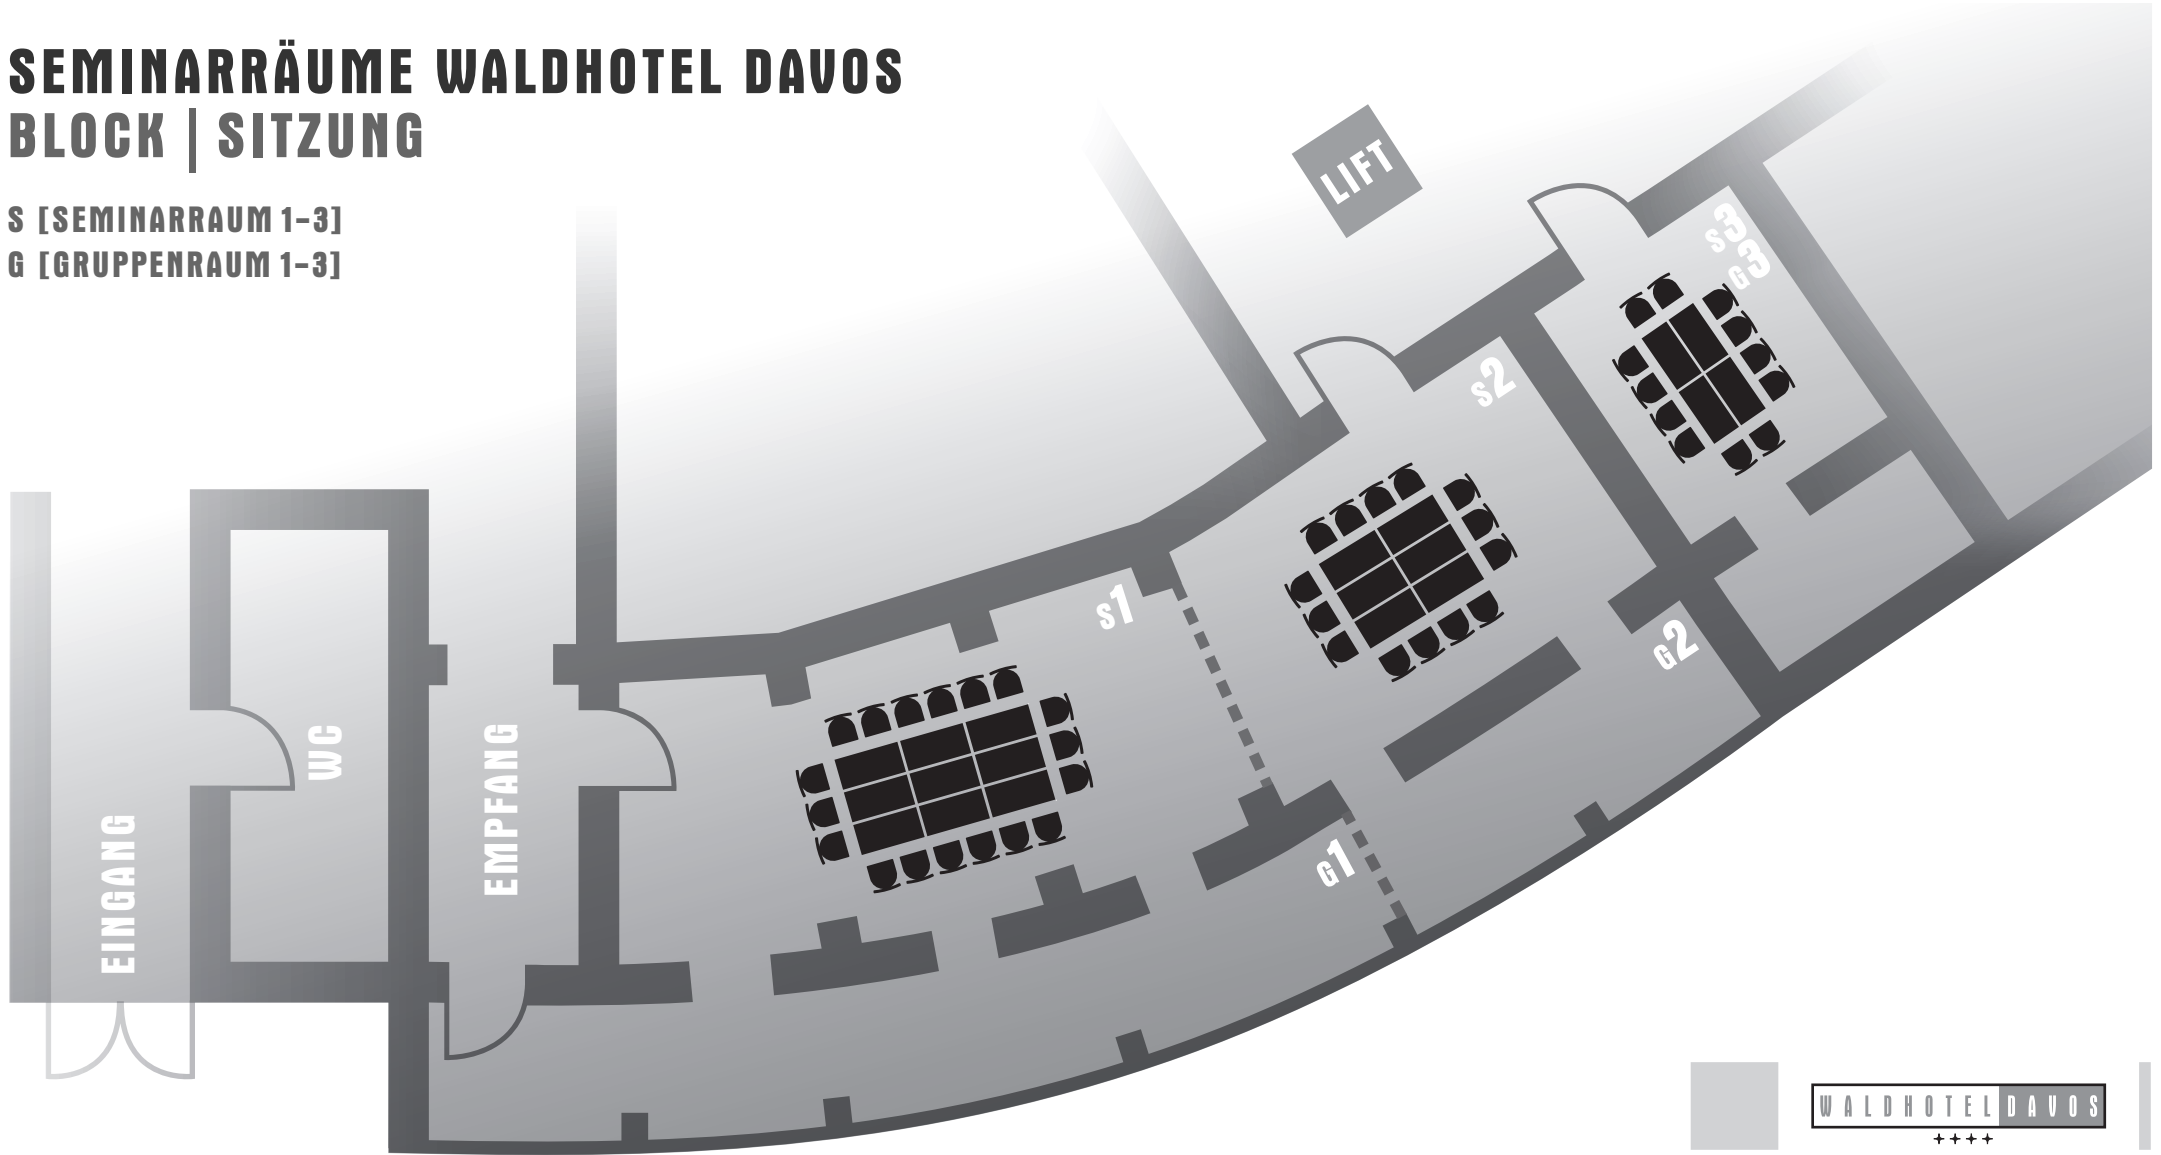 SEMINARRÄUME WALDHOTEL DAVOS
BLOCK | SITZUNG
S [SEMINARRAUM 1-3]
G [GRUPPENRAUM 1-3]
LIFT
S3
G3
S2
S1
G2
G1
WC
EMPFANG
EINGANG
WALDHOTEL DAVOS